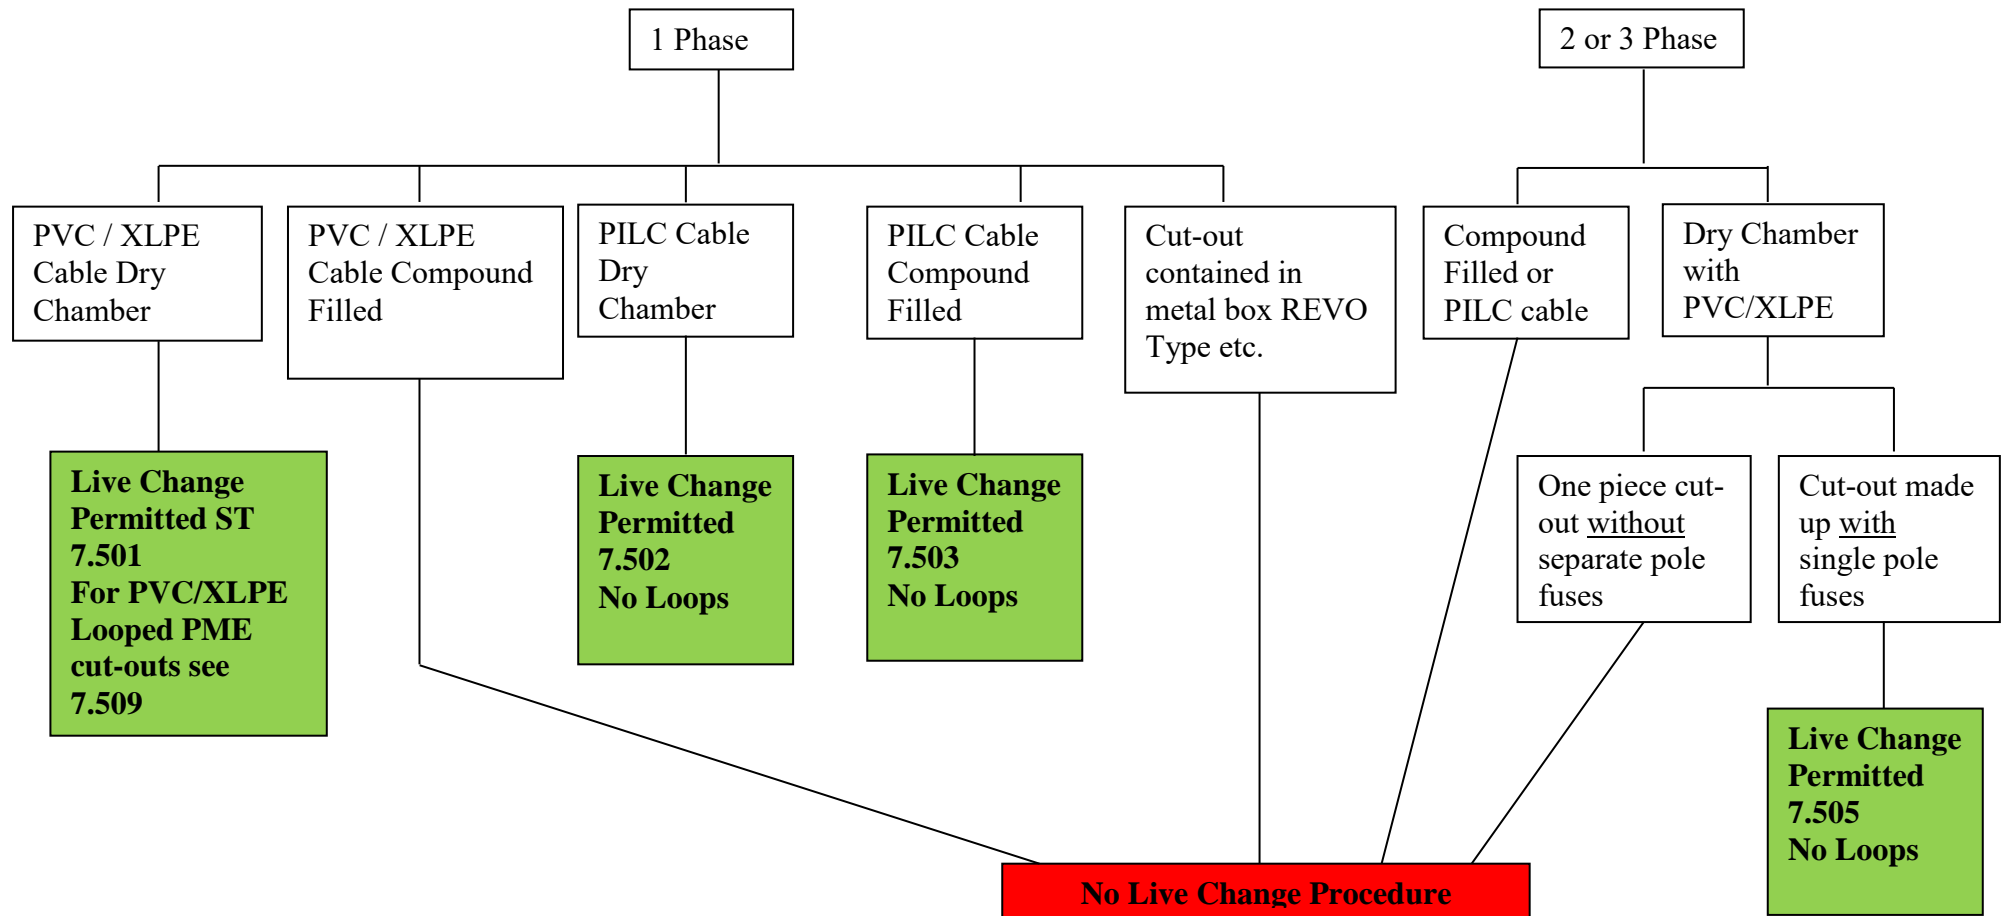 1 Phase
2 or 3 Phase
PVC / XLPE
Cable Dry
Chamber
PVC / XLPE
Cable Compound
Filled
PILC Cable
Dry
Chamber
PILC Cable
Compound
Filled
Cut-out
contained in
metal box REVO
Type etc.
Compound
Filled or
PILC cable
Dry Chamber
with
PVC/XLPE
Live Change
Permitted ST
7.501
For PVC/XLPE
Looped PME
cut-outs see
7.509
Live Change
Permitted
7.502
No Loops
Live Change
Permitted
7.503
No Loops
One piece cut-
out without
separate pole
fuses
Cut-out made
up with
single pole
fuses
Live Change
Permitted
7.505
No Loops
No Live Change Procedure